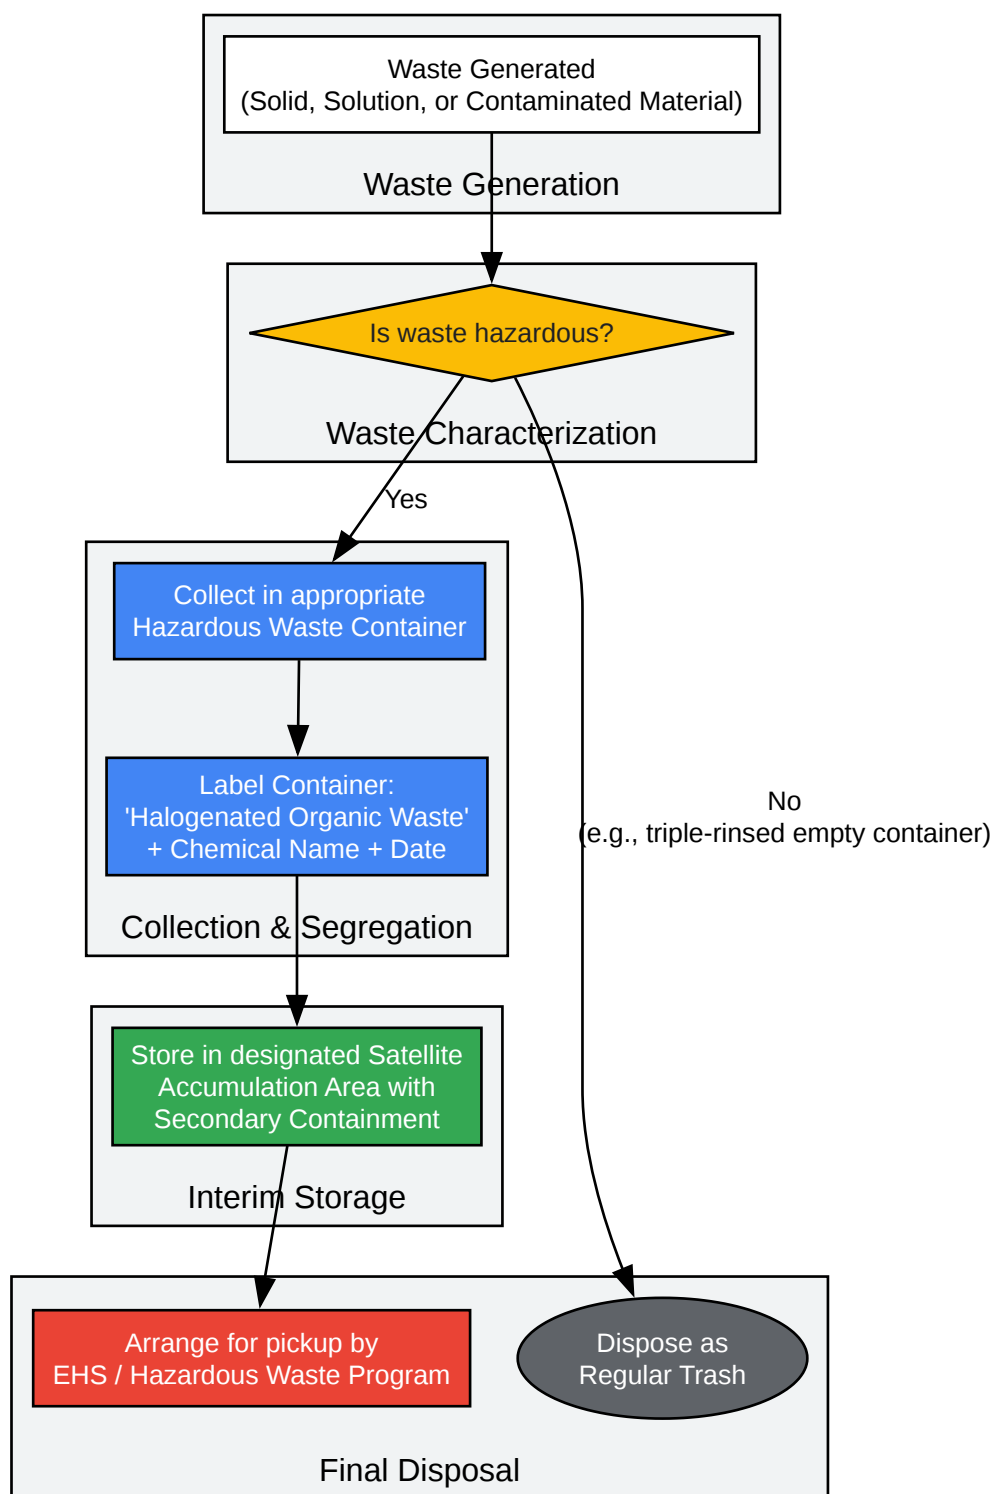 Waste Generated
(Solid, Solution, or Contaminated Material)
Waste Generation
Is waste hazardous?
Waste Characterization
Yes
Collect in appropriate
Hazardous Waste Container
Label Container:
'Halogenated Organic Waste'
+ Chemical Name + Date
Collection & Segregation
No
(e.g., triple-rinsed empty container)
Store in designated Satellite
Accumulation Area with
Secondary Containment
Interim Storage
Arrange for pickup by
EHS / Hazardous Waste Program
Dispose as
Regular Trash
Final Disposal